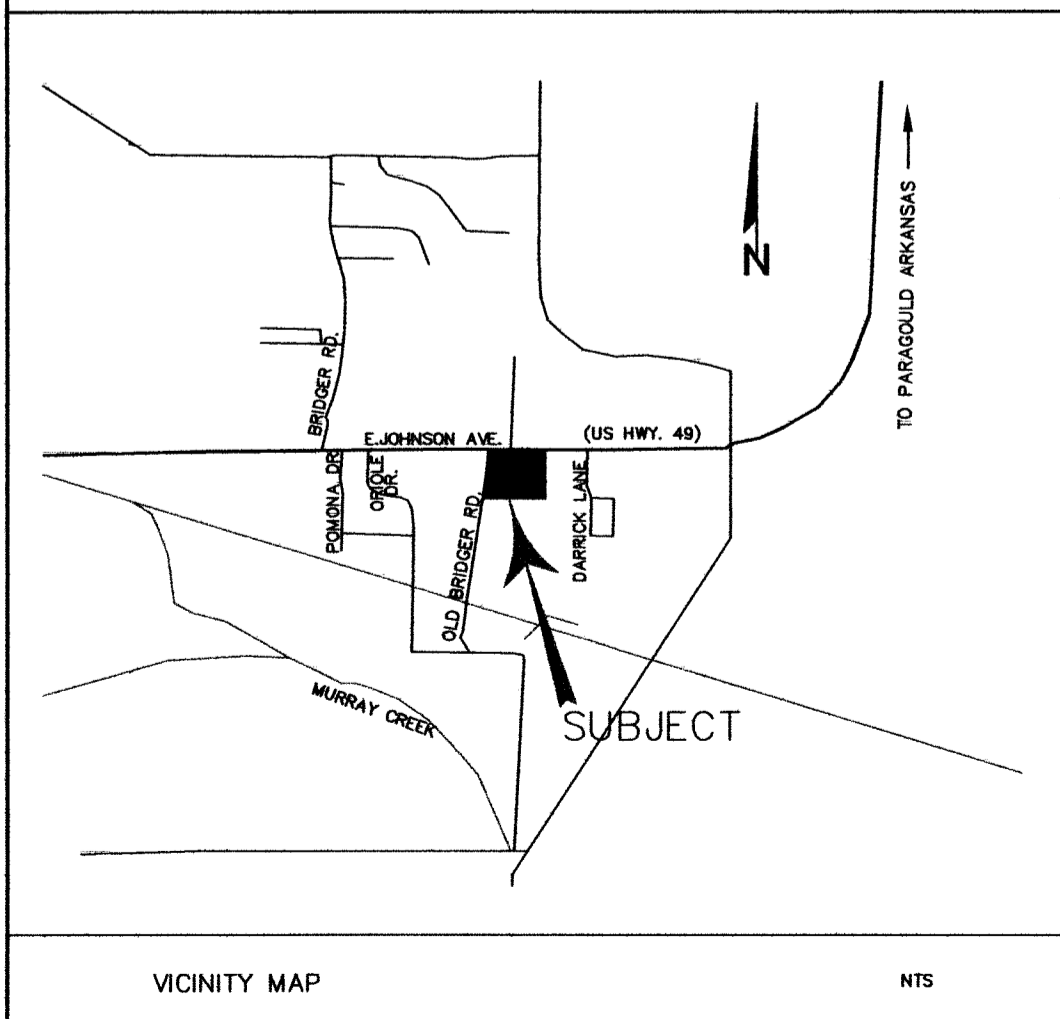 TO PARAGOULD ARKANSAS
N
BRIDGER RD.
E.JOHNSON AVE.
(US HWY. 49)
POMONA DR.
ORIOLE
DR.
OLD BRIDGER RD.
DARRICK LANE
MURRAY CREEK
SUBJECT
VICINITY MAP
NTS